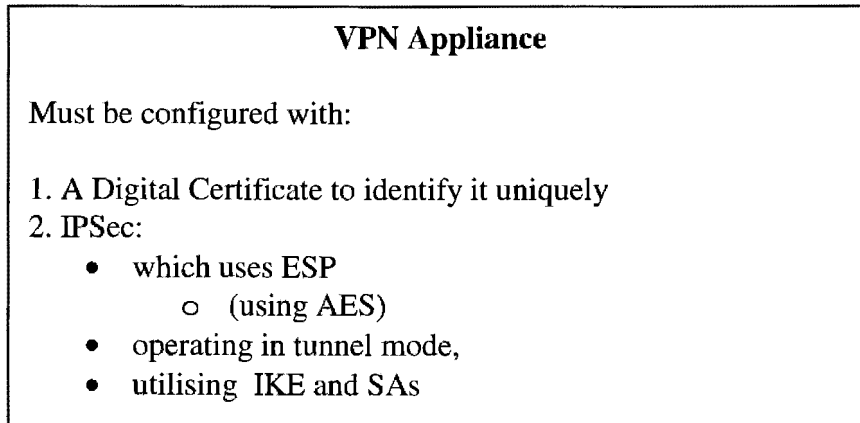 VPN Appliance
Must be configured with:
1. A Digital Certificate to identify it uniquely
2. IPSec:
• which uses ESP
o (using AES)
• operating in tunnel mode,
• utilising IKE and SAs